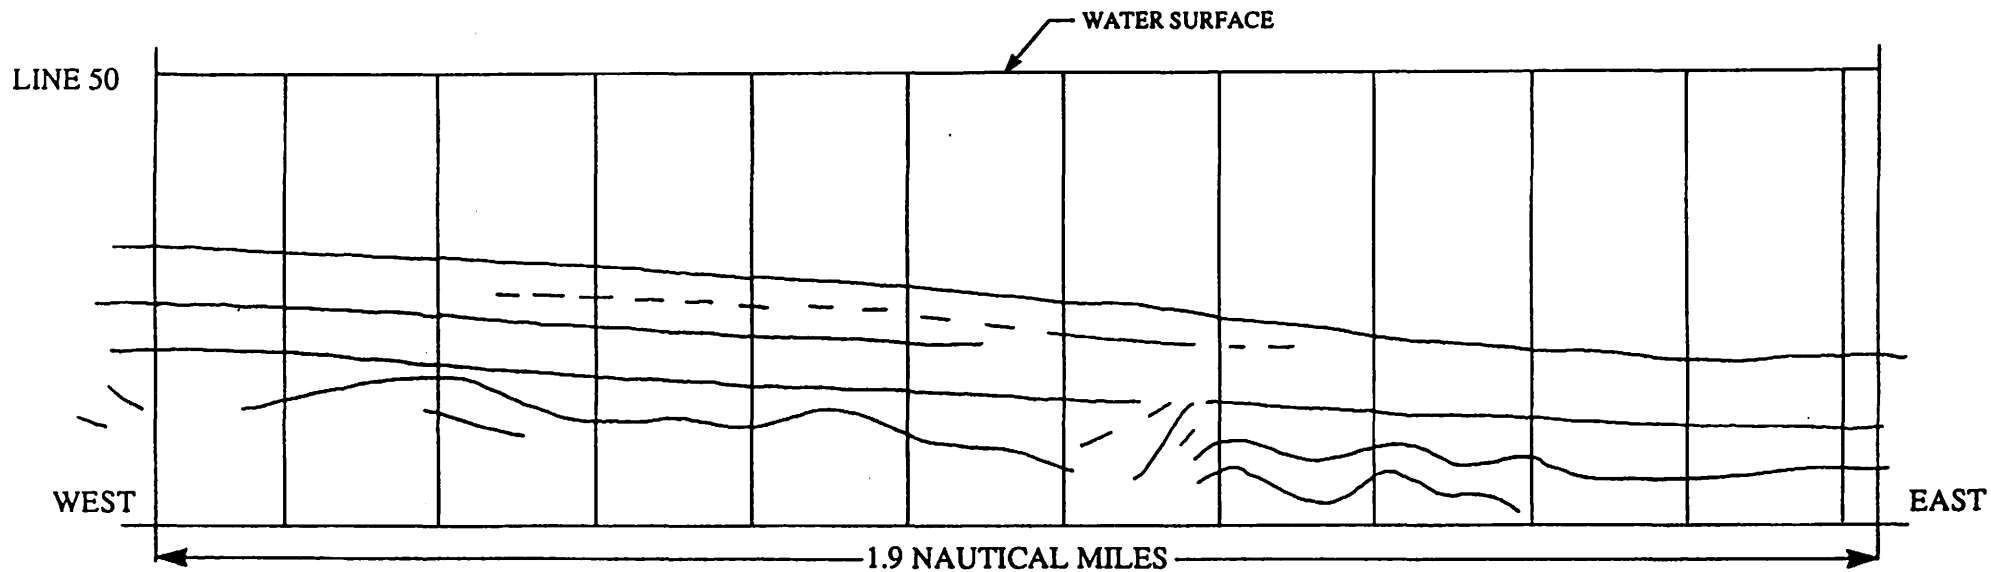 WATER SURFACE
LINE 50
WEST
EAST
1.9 NAUTICAL MILES